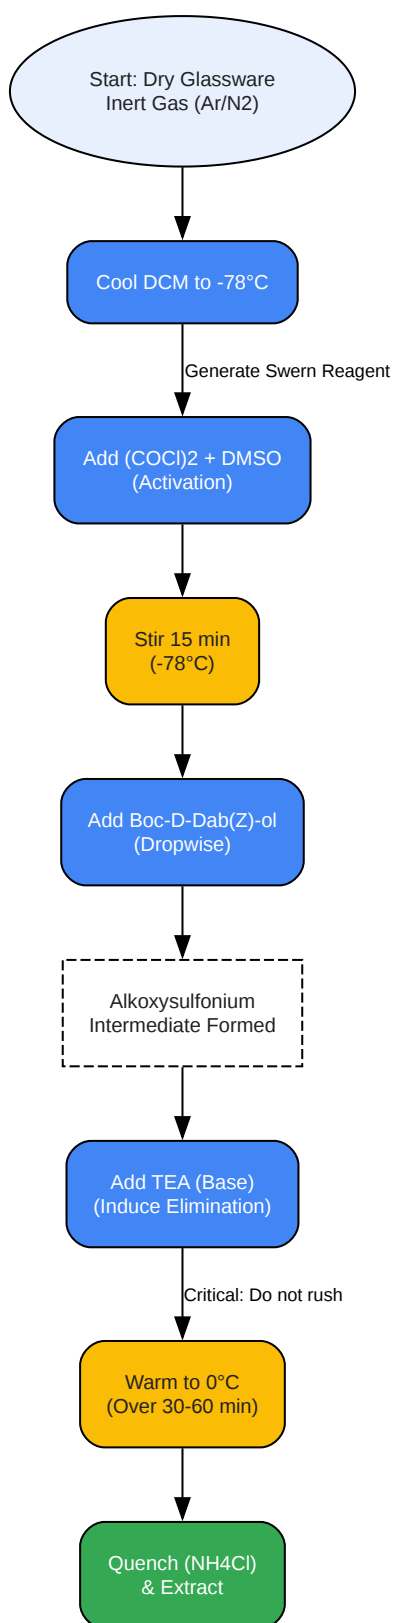 Start: Dry Glassware
Inert Gas (Ar/N2)
Cool DCM to -78°C
Generate Swern Reagent
Add (COCl)2 + DMSO
(Activation)
Stir 15 min
(-78°C)
Add Boc-D-Dab(Z)-ol
(Dropwise)
Alkoxysulfonium
Intermediate Formed
Add TEA (Base)
(Induce Elimination)
Critical: Do not rush
Warm to 0°C
(Over 30-60 min)
Quench (NH4Cl)
& Extract